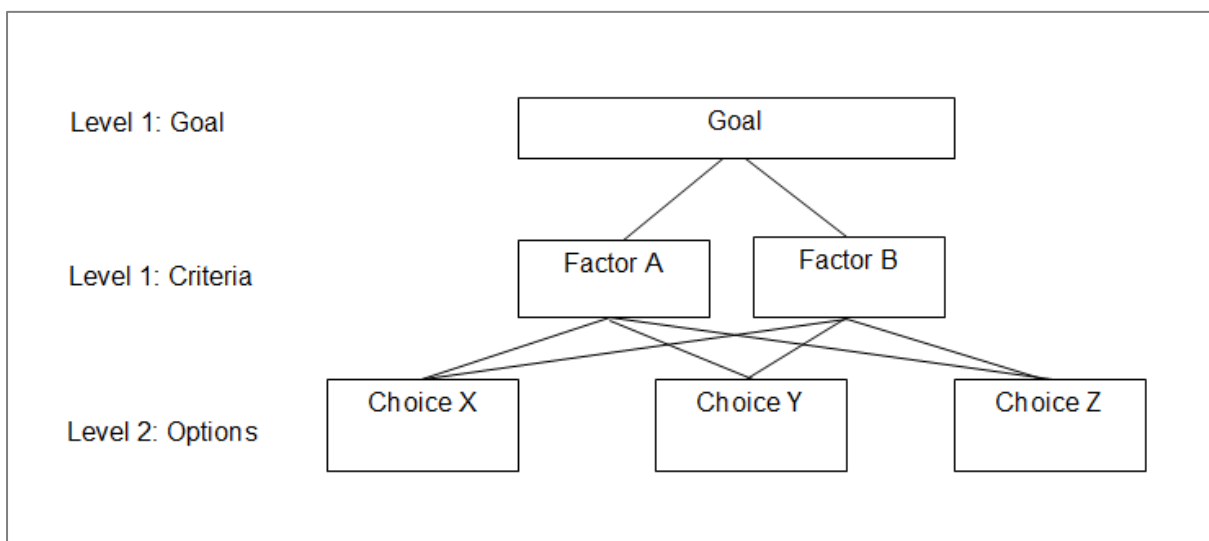 Level 1: Goal
Goal
Level 1: Criteria
Factor A
Factor B
Level 2: Options
Choice X
Choice Y
Choice Z